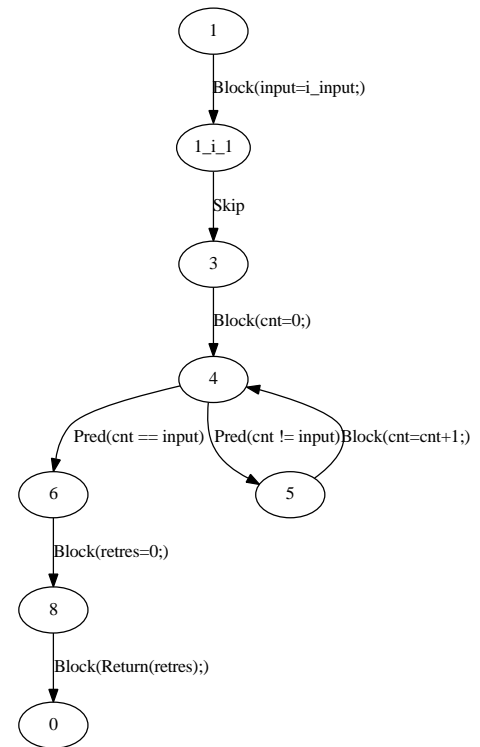 1
Block(input=i_input;)
1_i_1
Skip
3
Block(cnt=0;)
4
Pred(cnt == input)
Pred(cnt != input)
Block(cnt=cnt+1;)
6
5
Block(retres=0;)
8
Block(Return(retres);)
0